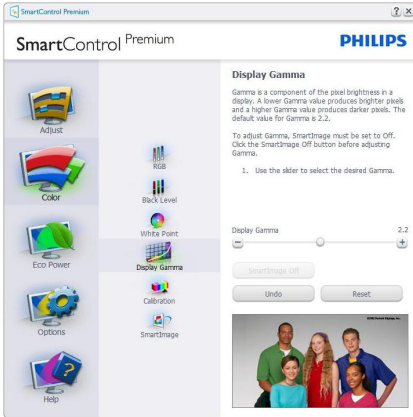 SmartControl Premium
SmartControl Premium
PHILIPS
Adjust
Color
Eco Power
Options
Help
RGB
Black Level
White Point
Display Gamma
Calibration
SmartImage
Display Gamma
Gamma is a component of the pixel brightness in a
display. A lower Gamma value produces brighter pixels
and a higher Gamma value produces darker pixels. The
default value for Gamma is 2.2.
To adjust Gamma, SmartImage must be set to Off.
Click the SmartImage Off button before adjusting
Gamma.
1. Use the slider to select the desired Gamma.
Display Gamma 2.2
SmartImage Off
Undo Reset